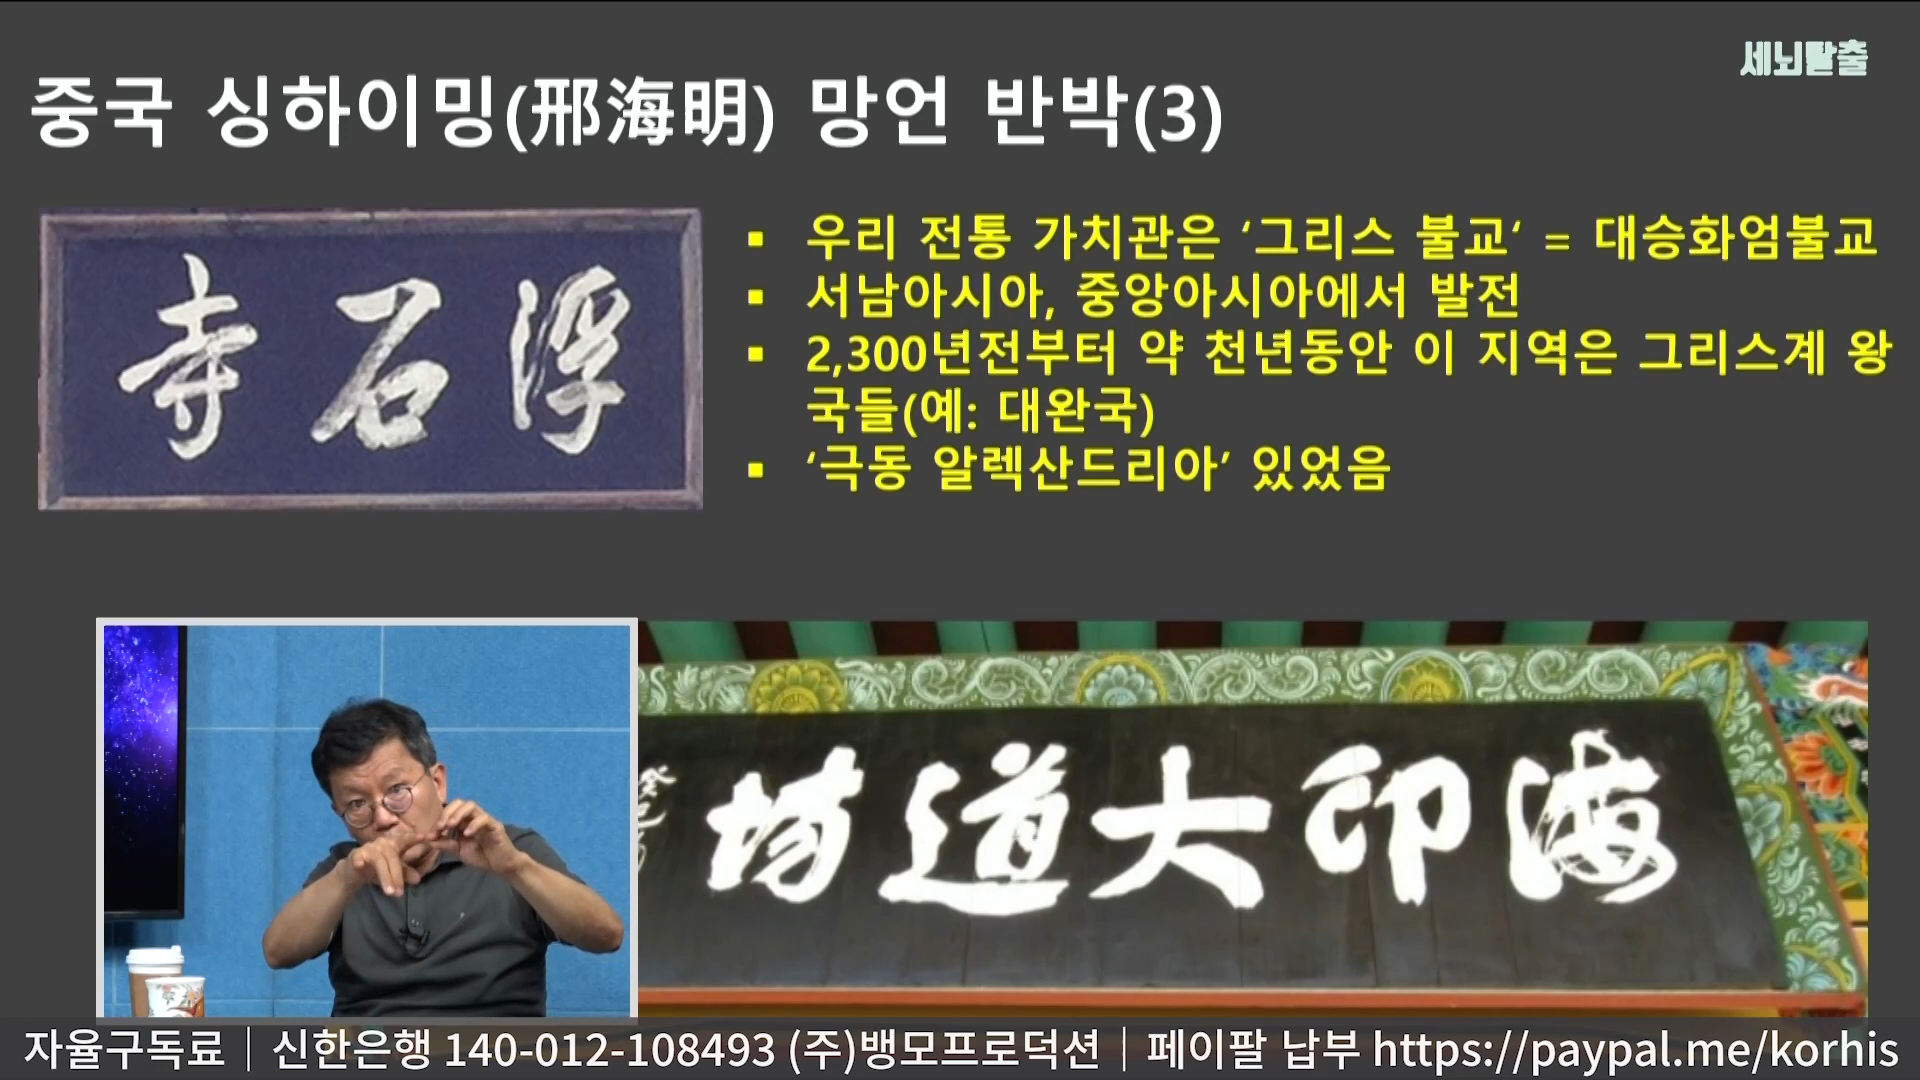 세뇌탈출
중국 싱하이밍(邢海明) 망언 반박(3)
寺石浮
▪ 우리 전통 가치관은 ‘그리스 불교‘ = 대승화엄불교
▪ 서남아시아, 중앙아시아에서 발전
▪ 2,300년전부터 약 천년동안 이 지역은 그리스계 왕
국들(예: 대완국)
▪ ‘극동 알렉산드리아’ 있었음
場道大印海
자율구독료│신한은행 140-012-108493 (주)뱅모프로덕션│페이팔 납부 https://paypal.me/korhis